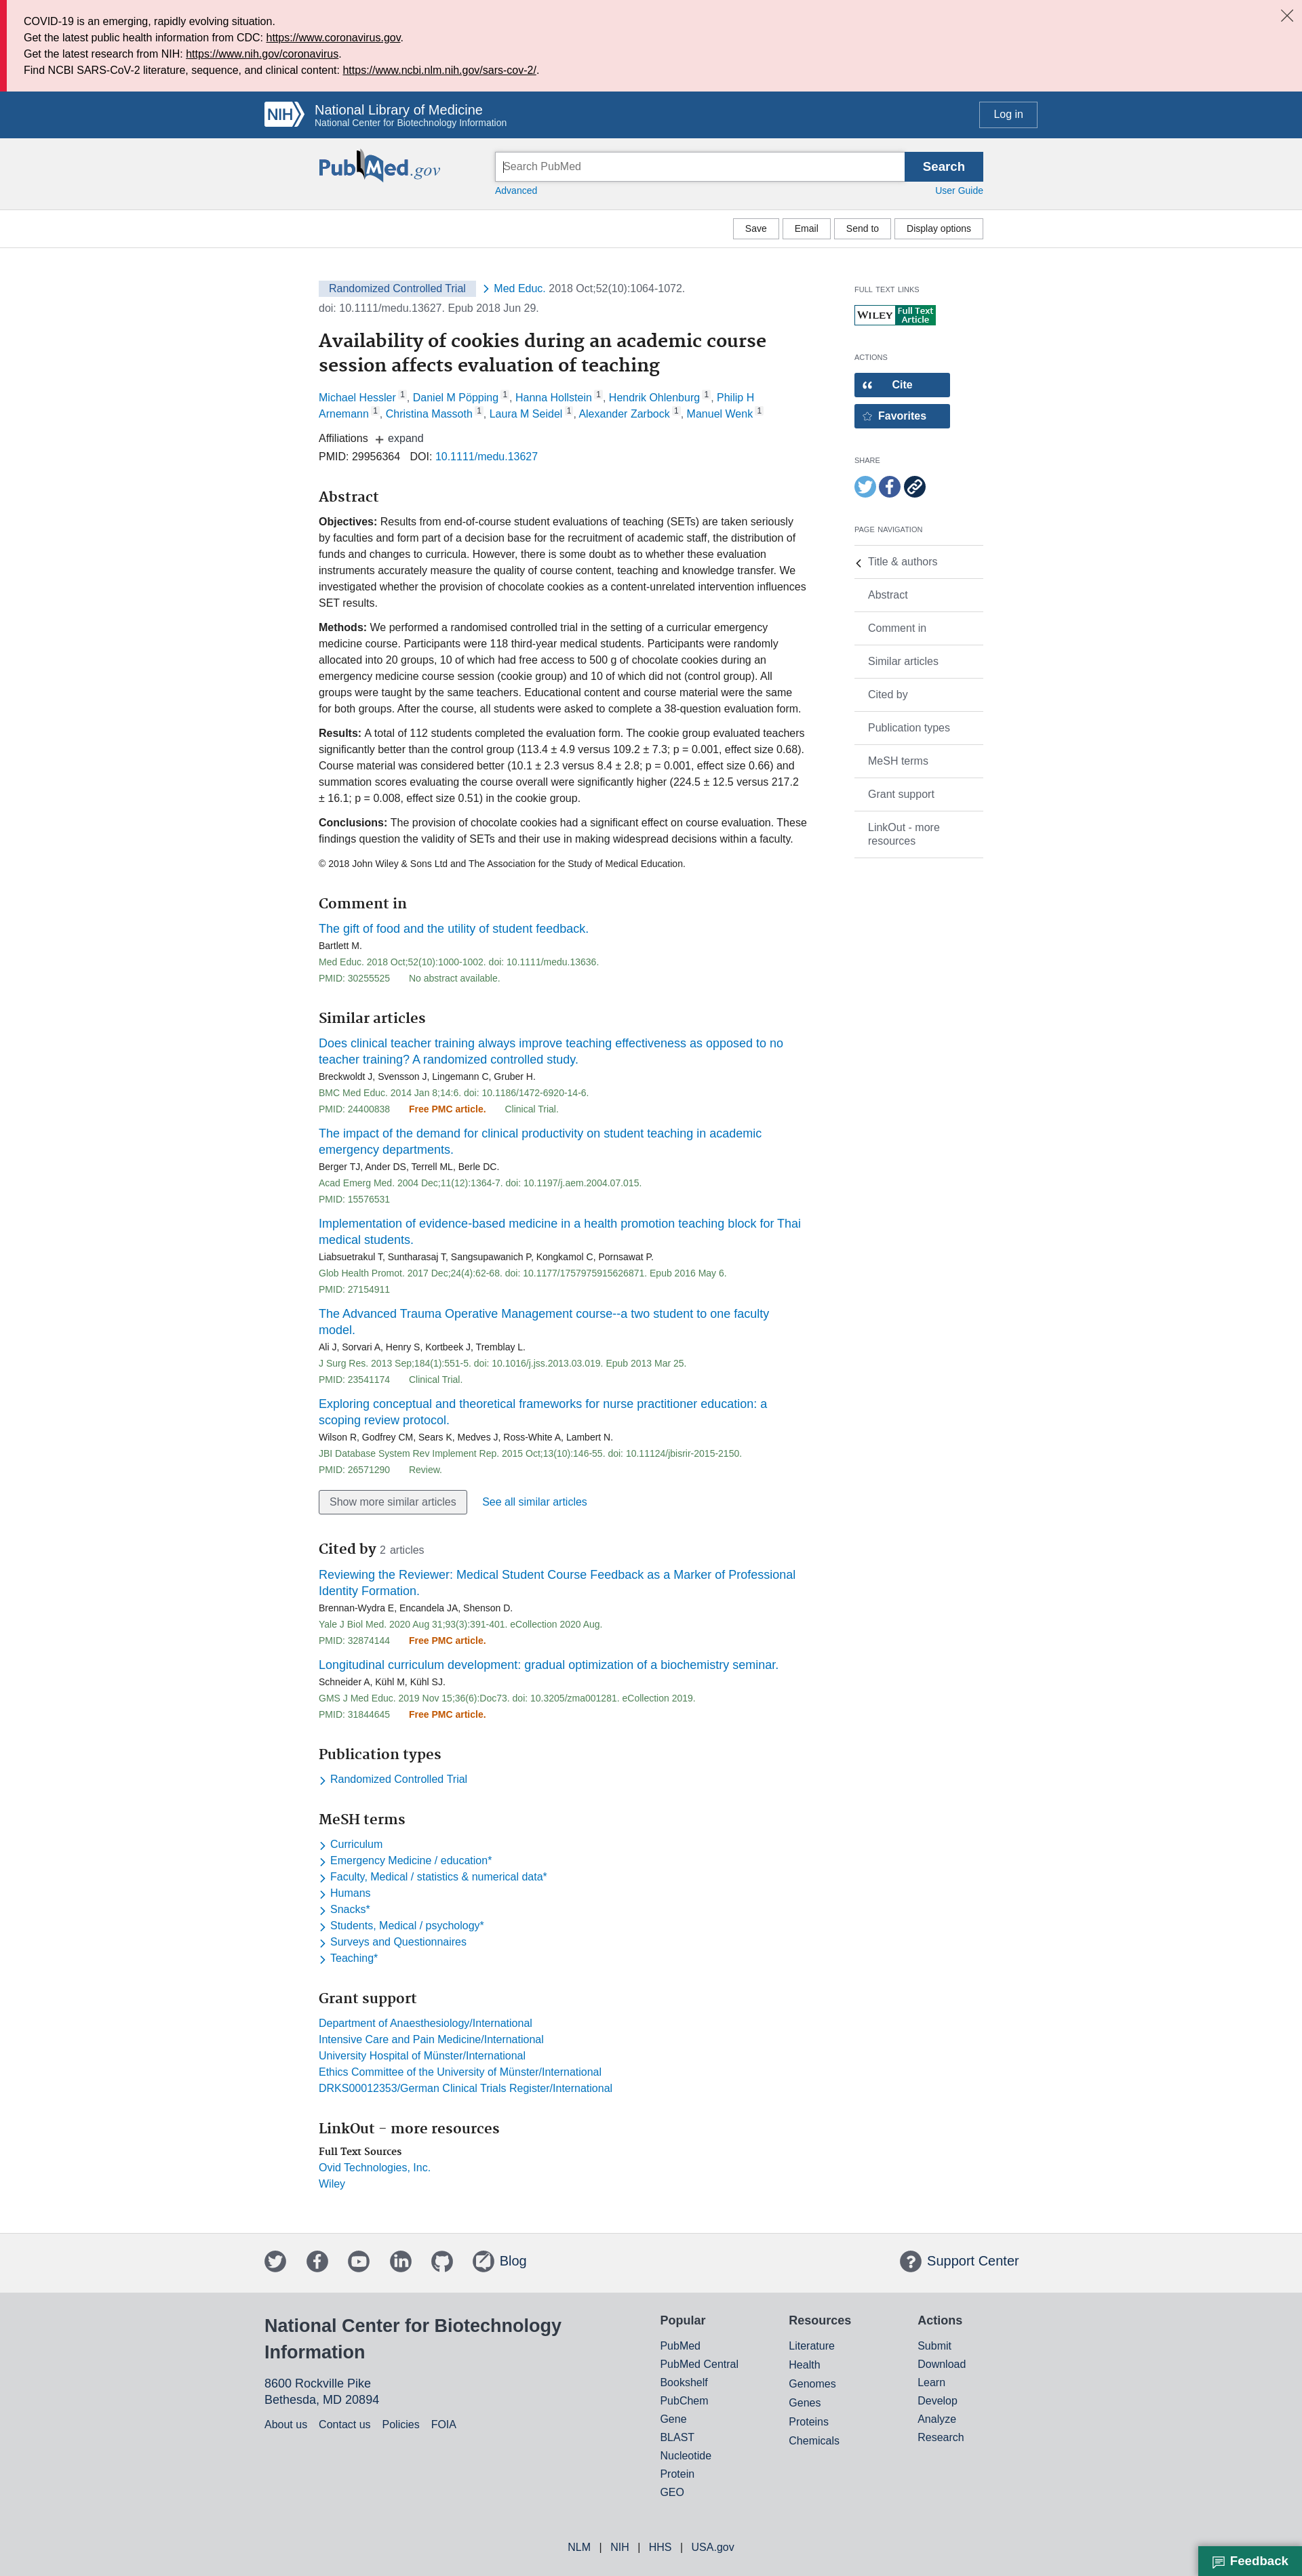 COVID-19 is an emerging, rapidly evolving situation.
Get the latest public health information from CDC: https://www.coronavirus.gov.
Get the latest research from NIH: https://www.nih.gov/coronavirus.
Find NCBI SARS-CoV-2 literature, sequence, and clinical content: https://www.ncbi.nlm.nih.gov/sars-cov-2/.
NIH
National Library of Medicine
National Center for Biotechnology Information
Log in
PubMed.gov
Search PubMed
Search
Advanced
User Guide
Save
Email
Send to
Display options
Randomized Controlled Trial
Med Educ. 2018 Oct;52(10):1064-1072.
doi: 10.1111/medu.13627. Epub 2018 Jun 29.
Availability of cookies during an academic course
session affects evaluation of teaching
Michael Hessler 1, Daniel M Pöpping 1, Hanna Hollstein 1, Hendrik Ohlenburg 1, Philip H
Arnemann 1, Christina Massoth 1, Laura M Seidel 1, Alexander Zarbock 1, Manuel Wenk 1
Affiliations + expand
PMID: 29956364 DOI: 10.1111/medu.13627
Abstract
Objectives: Results from end-of-course student evaluations of teaching (SETs) are taken seriously
by faculties and form part of a decision base for the recruitment of academic staff, the distribution of
funds and changes to curricula. However, there is some doubt as to whether these evaluation
instruments accurately measure the quality of course content, teaching and knowledge transfer. We
investigated whether the provision of chocolate cookies as a content-unrelated intervention influences
SET results.
Methods: We performed a randomised controlled trial in the setting of a curricular emergency
medicine course. Participants were 118 third-year medical students. Participants were randomly
allocated into 20 groups, 10 of which had free access to 500 g of chocolate cookies during an
emergency medicine course session (cookie group) and 10 of which did not (control group). All
groups were taught by the same teachers. Educational content and course material were the same
for both groups. After the course, all students were asked to complete a 38-question evaluation form.
Results: A total of 112 students completed the evaluation form. The cookie group evaluated teachers
significantly better than the control group (113.4 ± 4.9 versus 109.2 ± 7.3; p = 0.001, effect size 0.68).
Course material was considered better (10.1 ± 2.3 versus 8.4 ± 2.8; p = 0.001, effect size 0.66) and
summation scores evaluating the course overall were significantly higher (224.5 ± 12.5 versus 217.2
± 16.1; p = 0.008, effect size 0.51) in the cookie group.
Conclusions: The provision of chocolate cookies had a significant effect on course evaluation. These
findings question the validity of SETs and their use in making widespread decisions within a faculty.
© 2018 John Wiley & Sons Ltd and The Association for the Study of Medical Education.
Comment in
The gift of food and the utility of student feedback.
Bartlett M.
Med Educ. 2018 Oct;52(10):1000-1002. doi: 10.1111/medu.13636.
PMID: 30255525 No abstract available.
Similar articles
Does clinical teacher training always improve teaching effectiveness as opposed to no
teacher training? A randomized controlled study.
Breckwoldt J, Svensson J, Lingemann C, Gruber H.
BMC Med Educ. 2014 Jan 8;14:6. doi: 10.1186/1472-6920-14-6.
PMID: 24400838 Free PMC article. Clinical Trial.
The impact of the demand for clinical productivity on student teaching in academic
emergency departments.
Berger TJ, Ander DS, Terrell ML, Berle DC.
Acad Emerg Med. 2004 Dec;11(12):1364-7. doi: 10.1197/j.aem.2004.07.015.
PMID: 15576531
Implementation of evidence-based medicine in a health promotion teaching block for Thai
medical students.
Liabsuetrakul T, Suntharasaj T, Sangsupawanich P, Kongkamol C, Pornsawat P.
Glob Health Promot. 2017 Dec;24(4):62-68. doi: 10.1177/1757975915626871. Epub 2016 May 6.
PMID: 27154911
The Advanced Trauma Operative Management course--a two student to one faculty
model.
Ali J, Sorvari A, Henry S, Kortbeek J, Tremblay L.
J Surg Res. 2013 Sep;184(1):551-5. doi: 10.1016/j.jss.2013.03.019. Epub 2013 Mar 25.
PMID: 23541174 Clinical Trial.
Exploring conceptual and theoretical frameworks for nurse practitioner education: a
scoping review protocol.
Wilson R, Godfrey CM, Sears K, Medves J, Ross-White A, Lambert N.
JBI Database System Rev Implement Rep. 2015 Oct;13(10):146-55. doi: 10.11124/jbisrir-2015-2150.
PMID: 26571290 Review.
Show more similar articles
See all similar articles
Cited by 2 articles
Reviewing the Reviewer: Medical Student Course Feedback as a Marker of Professional
Identity Formation.
Brennan-Wydra E, Encandela JA, Shenson D.
Yale J Biol Med. 2020 Aug 31;93(3):391-401. eCollection 2020 Aug.
PMID: 32874144 Free PMC article.
Longitudinal curriculum development: gradual optimization of a biochemistry seminar.
Schneider A, Kühl M, Kühl SJ.
GMS J Med Educ. 2019 Nov 15;36(6):Doc73. doi: 10.3205/zma001281. eCollection 2019.
PMID: 31844645 Free PMC article.
Publication types
Randomized Controlled Trial
MeSH terms
Curriculum
Emergency Medicine / education*
Faculty, Medical / statistics & numerical data*
Humans
Snacks*
Students, Medical / psychology*
Surveys and Questionnaires
Teaching*
Grant support
Department of Anaesthesiology/International
Intensive Care and Pain Medicine/International
University Hospital of Münster/International
Ethics Committee of the University of Münster/International
DRKS00012353/German Clinical Trials Register/International
LinkOut - more resources
Full Text Sources
Ovid Technologies, Inc.
Wiley
FULL TEXT LINKS
WILEY Full Text
Article
ACTIONS
Cite
Favorites
SHARE
PAGE NAVIGATION
Title & authors
Abstract
Comment in
Similar articles
Cited by
Publication types
MeSH terms
Grant support
LinkOut - more
resources
Blog
Support Center
National Center for Biotechnology
Information
8600 Rockville Pike
Bethesda, MD 20894
About us Contact us Policies FOIA
Popular
PubMed
PubMed Central
Bookshelf
PubChem
Gene
BLAST
Nucleotide
Protein
GEO
Resources
Literature
Health
Genomes
Genes
Proteins
Chemicals
Actions
Submit
Download
Learn
Develop
Analyze
Research
NLM | NIH | HHS | USA.gov
Feedback